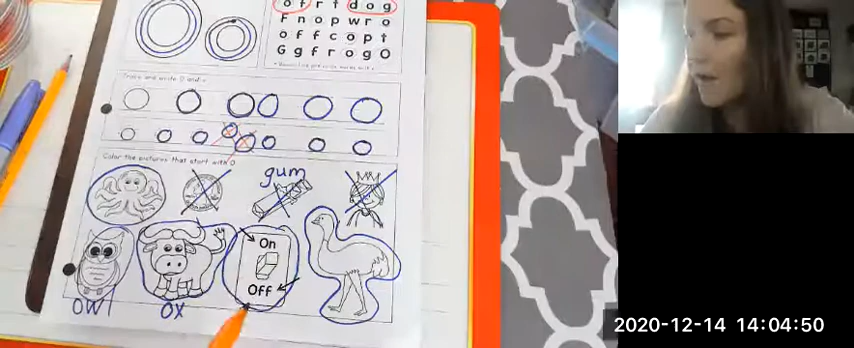 o f r t d o g
F n o p w r o
o f f c o p t
G g f r o g O
Trace and write O and o
Color the pictures that start with O.
gum
On
Off
owl
ox
2020-12-14 14:04:50